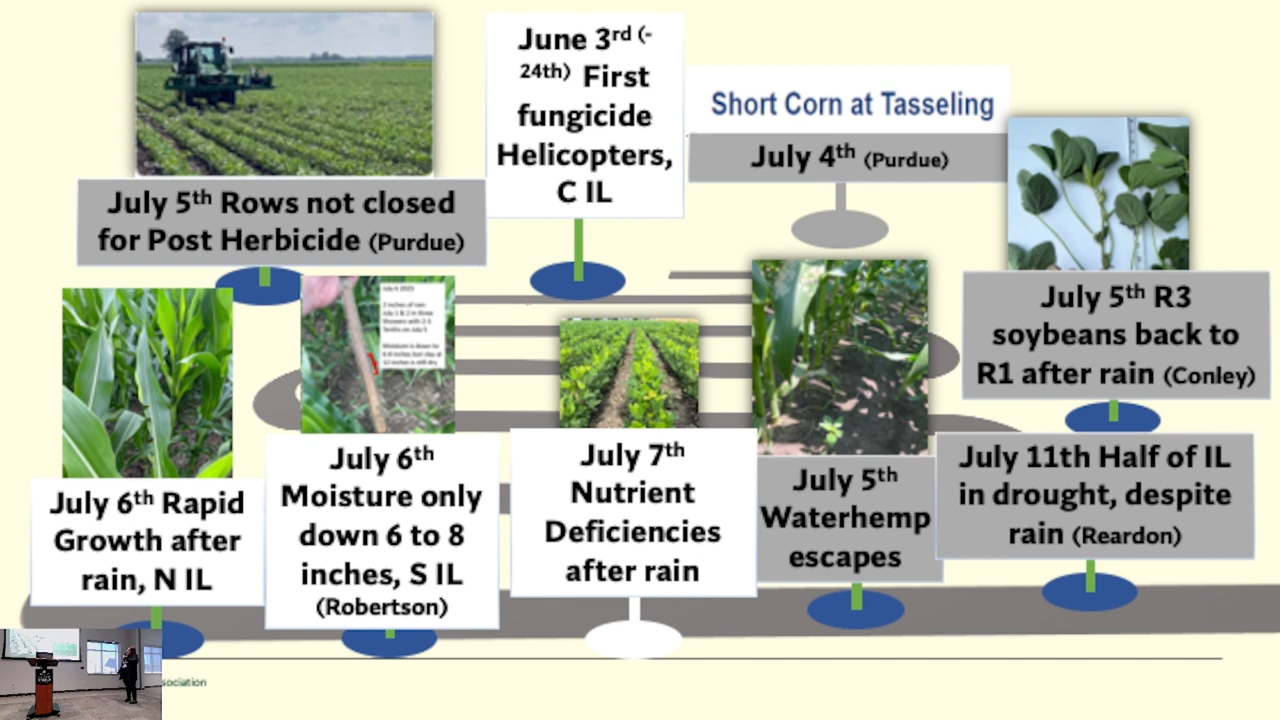 June 3rd (-
24th) First
fungicide
Helicopters,
C IL
Short Corn at Tasseling
July 4th (Purdue)
July 5th Rows not closed
for Post Herbicide (Purdue)
July 5th R3
soybeans back to
R1 after rain (Conley)
July 6th Rapid
Growth after
rain, N IL
July 6th
Moisture only
down 6 to 8
inches, S IL
(Robertson)
July 7th
Nutrient
Deficiencies
after rain
July 5th
Waterhemp
escapes
July 11th Half of IL
in drought, despite
rain (Reardon)
sociation